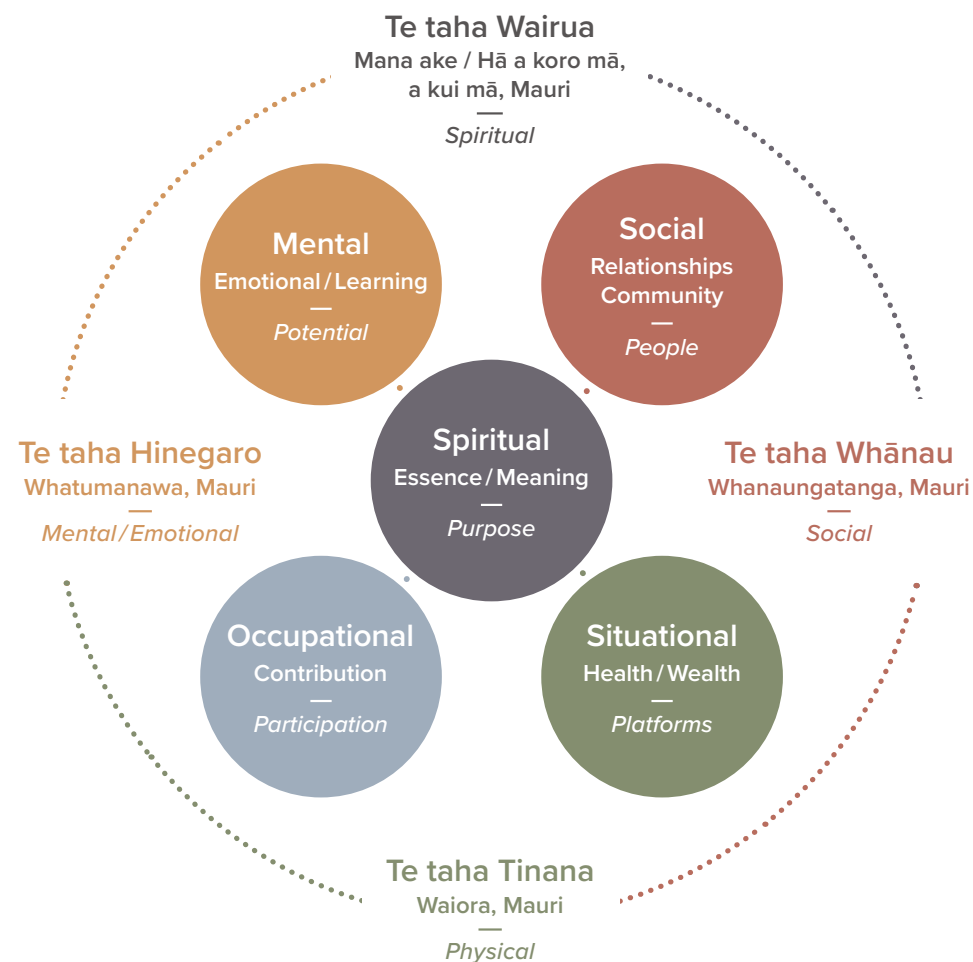 Te taha Wairua
Mana ake / Hā a koro mā,
a kui mā, Mauri
Spiritual
Mental
Emotional / Learning
Potential
Social
Relationships
Community
People
Te taha Hinegaro
Whatumanawa, Mauri
Mental / Emotional
Spiritual
Essence / Meaning
Purpose
Te taha Whānau
Whanaungatanga, Mauri
Social
Occupational
Contribution
Participation
Situational
Health / Wealth
Platforms
Te taha Tinana
Waiora, Mauri
Physical